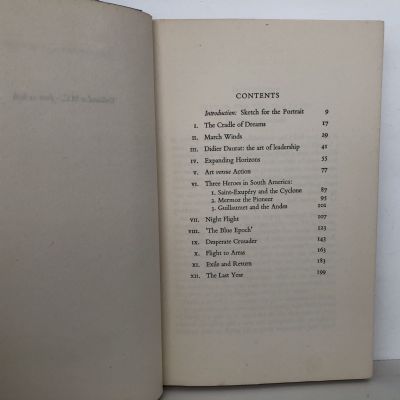 CONTENTS
Introduction: Sketch for the Portrait 9
I. The Cradle of Dreams 17
II. March Winds 29
III. Didier Daurat: the art of leadership 41
IV. Expanding Horizons 55
V. Art versus Action 77
VI. Three Heroes in South America:
1. Saint-Exupéry and the Cyclone 87
2. Mermoz the Pioneer 95
3. Guillaumet and the Andes 102
VII. Night Flight 107
VIII. 'The Blue Epoch' 123
IX. Desperate Crusader 143
X. Flight to Arras 163
XI. Exile and Return 183
XII. The Last Year 199